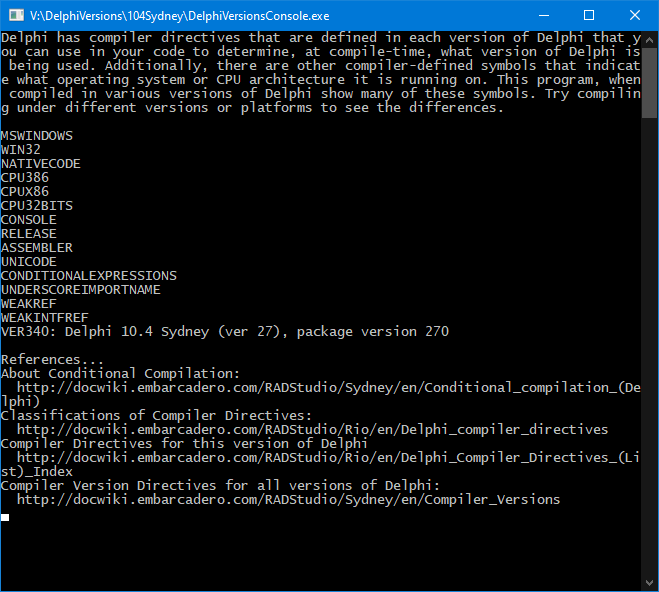 V:\DelphiVersions\104Sydney\DelphiVersionsConsole.exe
Delphi has compiler directives that are defined in each version of Delphi that y
ou can use in your code to determine, at compile-time, what version of Delphi is
 being used. Additionally, there are other compiler-defined symbols that indicat
e what operating system or CPU architecture it is running on. This program, when
 compiled in various versions of Delphi show many of these symbols. Try compilin
g under different versions or platforms to see the differences.

MSWINDOWS
WIN32
NATIVECODE
CPU386
CPUX86
CPU32BITS
CONSOLE
RELEASE
ASSEMBLER
UNICODE
CONDITIONALEXPRESSIONS
UNDERSCOREIMPORTNAME
WEAKREF
WEAKINTFREF
VER340: Delphi 10.4 Sydney (ver 27), package version 270

References...
About Conditional Compilation:
  http://docwiki.embarcadero.com/RADStudio/Sydney/en/Conditional_compilation_(De
lphi)
Classifications of Compiler Directives:
  http://docwiki.embarcadero.com/RADStudio/Rio/en/Delphi_compiler_directives
Compiler Directives for this version of Delphi
  http://docwiki.embarcadero.com/RADStudio/Rio/en/Delphi_Compiler_Directives_(Li
st)_Index
Compiler Version Directives for all versions of Delphi:
  http://docwiki.embarcadero.com/RADStudio/Sydney/en/Compiler_Versions